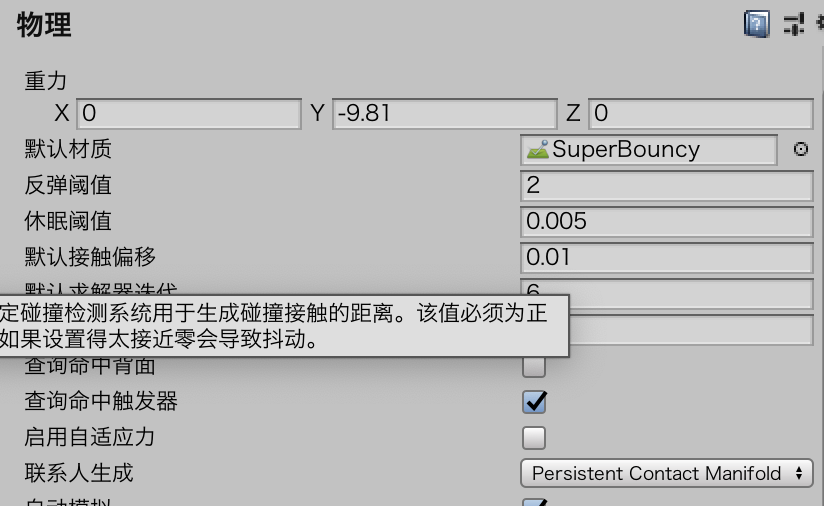 物理
重力
X 0 Y -9.81 Z 0
默认材质 SuperBouncy
反弹阈值 2
休眠阈值 0.005
默认接触偏移 0.01
默认求解器迭代 6
定碰撞检测系统用于生成碰撞接触的距离。该值必须为正
如果设置得太接近零会导致抖动。
查询命中背面
查询命中触发器
启用自适应力
联系人生成 Persistent Contact Manifold
自动模拟